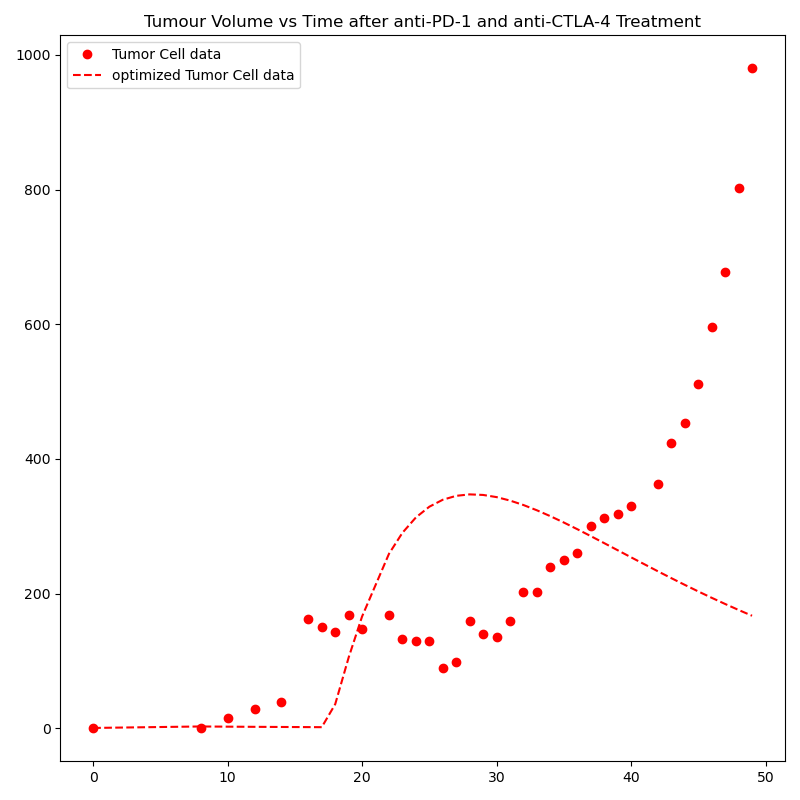 Tumour Volume vs Time after anti-PD-1 and anti-CTLA-4 Treatment
Tumor Cell data
optimized Tumor Cell data
1000
800
600
400
200
0
0 10 20 30 40 50